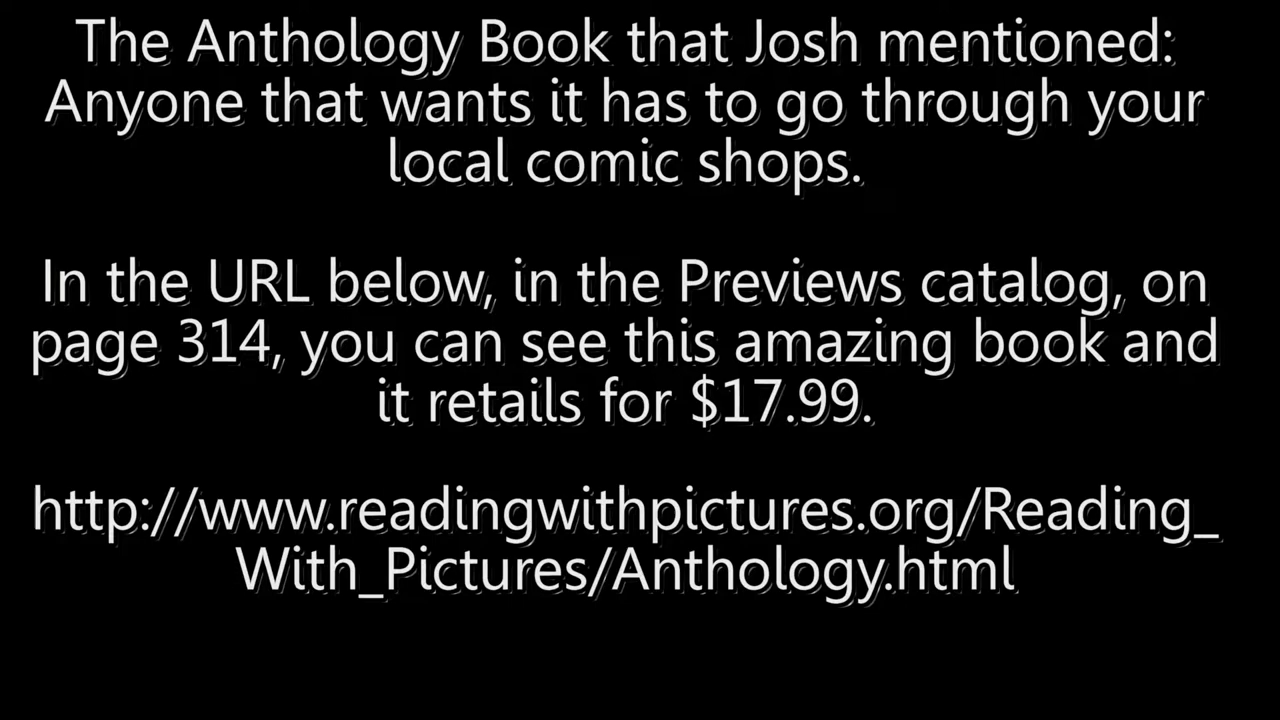 The Anthology Book that Josh mentioned:
Anyone that wants it has to go through your
local comic shops.
In the URL below, in the Previews catalog, on
page 314, you can see this amazing book and
it retails for $17.99.
http://www.readingwithpictures.org/Reading_
With_Pictures/Anthology.html